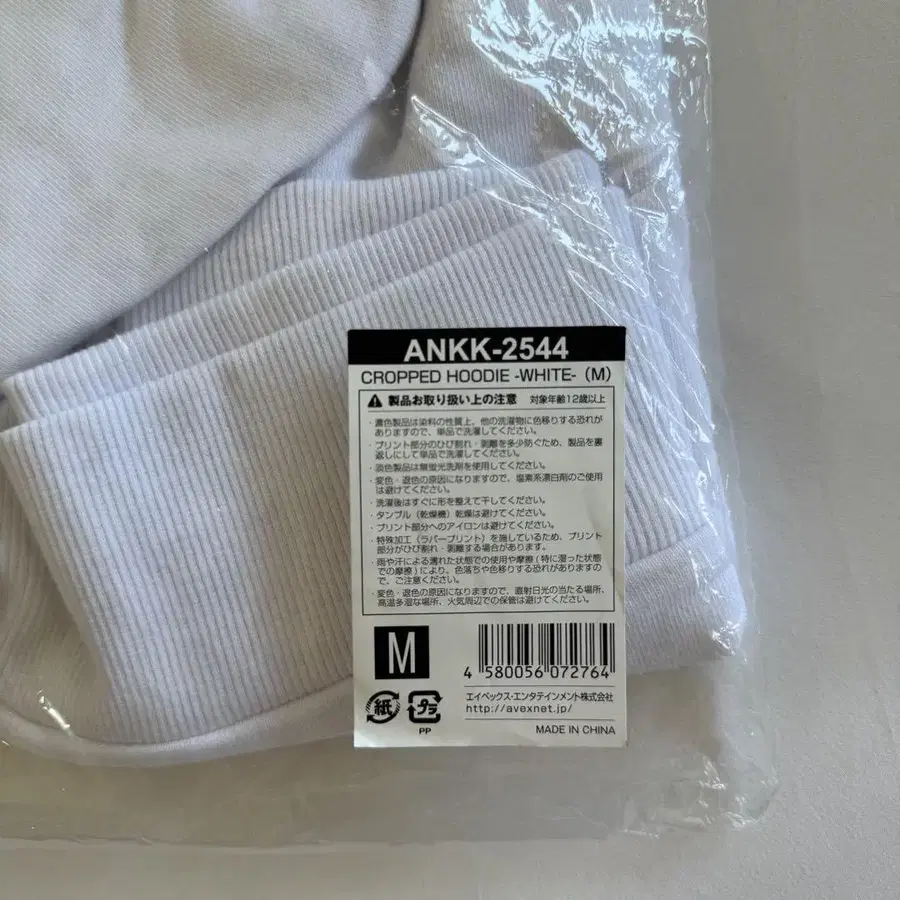 ANKK-2544
CROPPED HOODIE -WHITE- (M)
製品お取り扱い上の注意 対象年齢12歳以上
・濃色製品は染料の性質上、他の洗濯物に色移りする恐れが
ありますので、単品で洗濯してください。
・プリント部分のひび割れ・剥離を多少防ぐため、製品を裏
返しにして単品で洗濯してください。
・淡色製品は無蛍光洗剤を使用してください。
・変色・退色の原因になりますので、塩素系漂白剤のご使用
は避けてください。
・洗濯後はすぐに形を整えて干してください。
・タンブル（乾燥機）乾燥は避けてください。
・プリント部分へのアイロンは避けてください。
・特殊加工（ラバープリント）を施しているため、プリント
部分がひび割れ・剥離する場合があります。
・雨や汗による濡れた状態での使用や摩擦（特に湿った状態
での摩擦）により、色落ちや色移りする恐れがありますの
で、ご注意ください。
・変色・退色の原因になりますので、直射日光の当たる場所、
高温多湿な場所、火気周辺での保管は避けてください。
M
4 580056 072764
エイベックス・エンタテインメント株式会社
http://avexnet.jp/
紙
プラ
PP
MADE IN CHINA